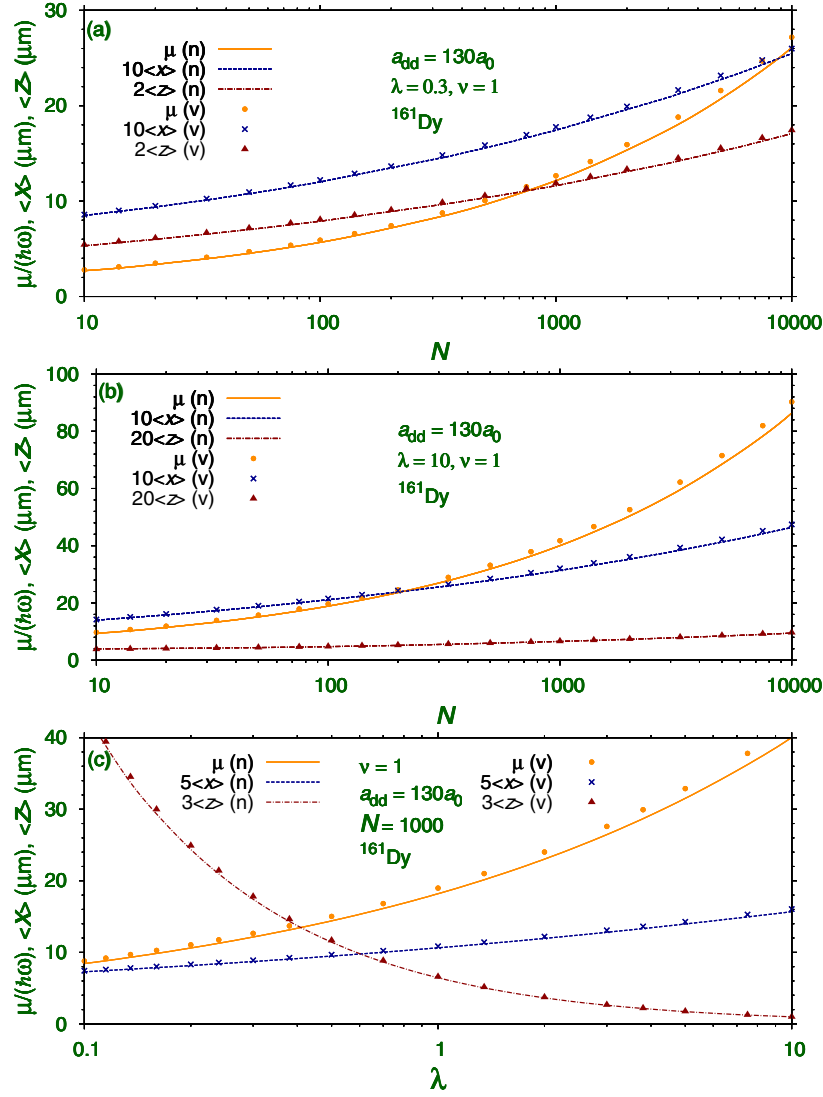 (a)
μ (n)
10<x> (n)
2<z> (n)
μ (v)
10<x> (v)
2<z> (v)
a_dd = 130a_0
λ = 0.3, ν = 1
^161Dy
μ/(ℏω), <X> (μm), <Z> (μm)
30
20
10
0
10 100 1000 10000
N
(b)
μ (n)
10<x> (n)
20<z> (n)
μ (v)
10<x> (v)
20<z> (v)
a_dd = 130a_0
λ = 10, ν = 1
^161Dy
μ/(ℏω), <X> (μm), <Z> (μm)
100
80
60
40
20
0
10 100 1000 10000
N
(c)
μ (n)
5<x> (n)
3<z> (n)
ν = 1
a_dd = 130a_0
N = 1000
^161Dy
μ (v)
5<x> (v)
3<z> (v)
μ/(ℏω), <X> (μm), <Z> (μm)
40
30
20
10
0
0.1 1 10
λ